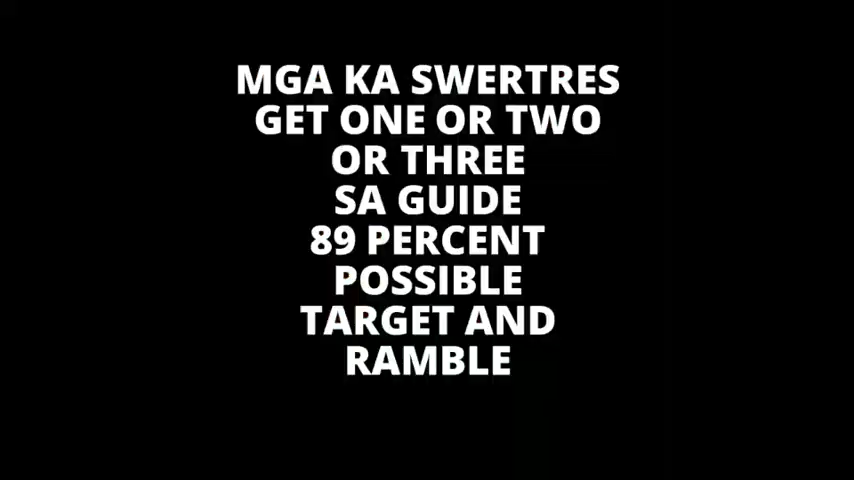 MGA KA SWERTRES
GET ONE OR TWO
OR THREE
SA GUIDE
89 PERCENT
POSSIBLE
TARGET AND
RAMBLE